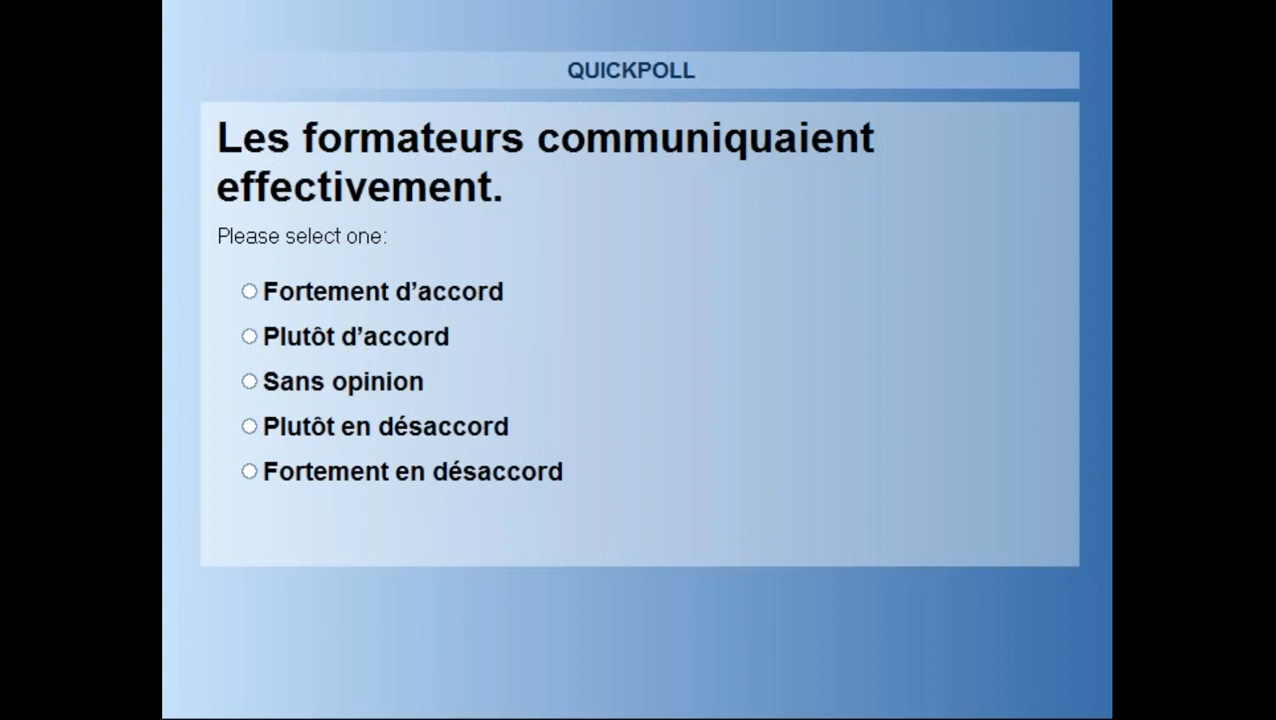 QUICKPOLL
Les formateurs communiquaient
effectivement.
Please select one:
Fortement d’accord
Plutôt d’accord
Sans opinion
Plutôt en désaccord
Fortement en désaccord